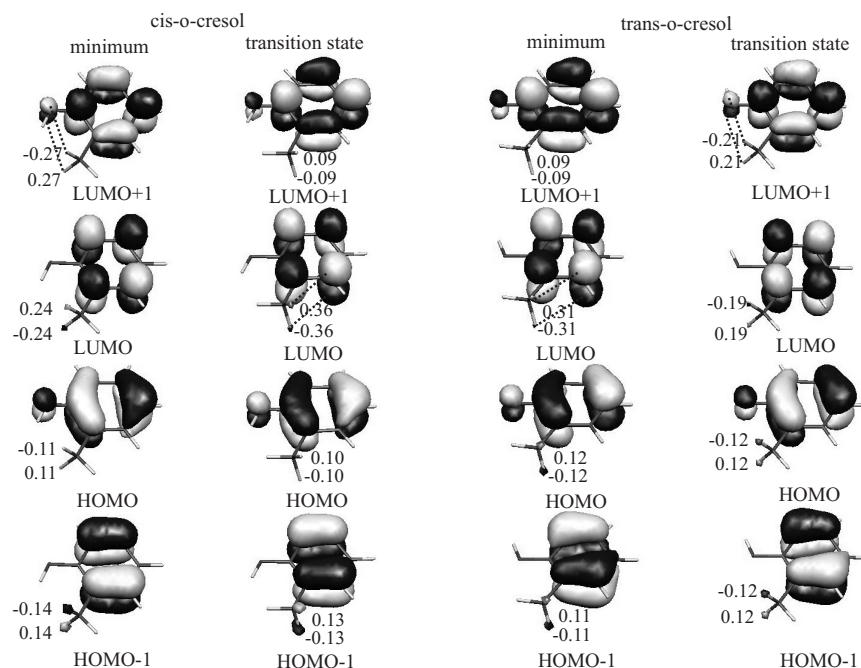 cis-o-cresol
trans-o-cresol
minimum
transition state
minimum
transition state
-0.27
0.27
0.09
-0.09
0.09
-0.09
-0.21
0.21
LUMO+1
LUMO+1
LUMO+1
LUMO+1
0.24
-0.24
0.36
-0.36
0.31
-0.31
-0.19
0.19
LUMO
LUMO
LUMO
LUMO
-0.11
0.11
0.10
-0.10
0.12
-0.12
-0.12
0.12
HOMO
HOMO
HOMO
HOMO
-0.14
0.14
0.13
-0.13
0.11
-0.11
-0.12
0.12
HOMO-1
HOMO-1
HOMO-1
HOMO-1